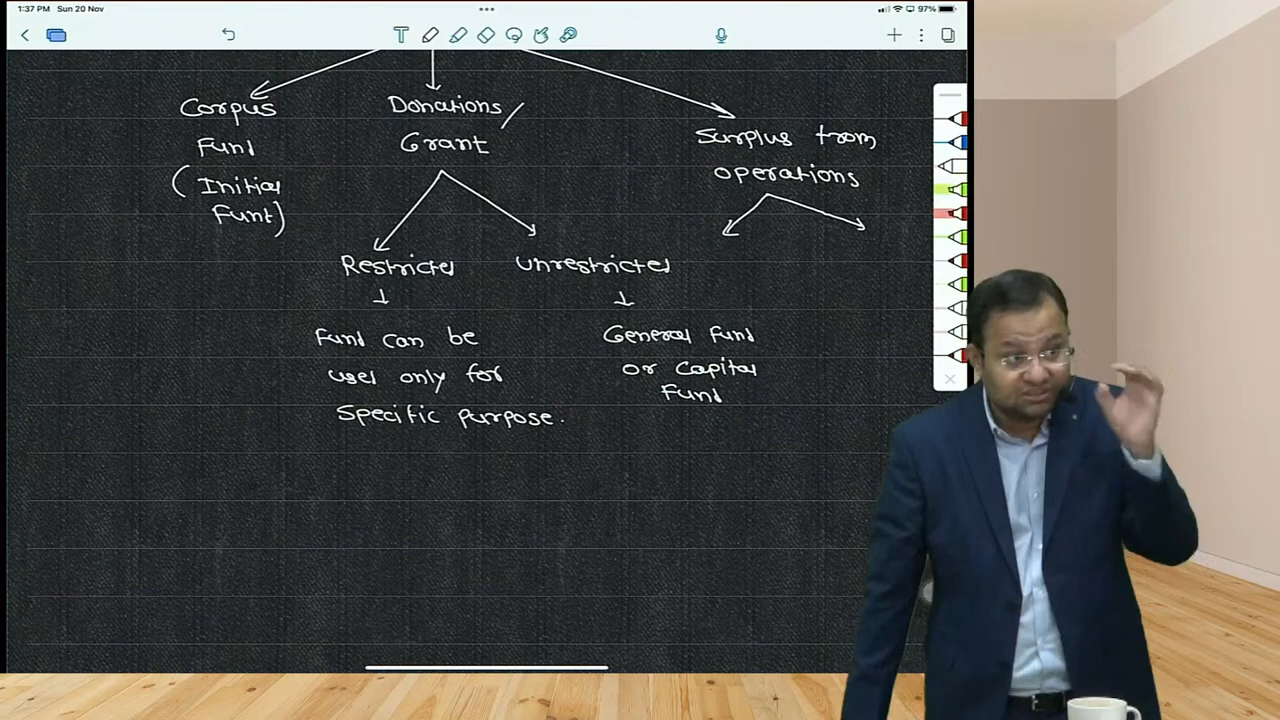 1:37 PM Sun 20 Nov
97%
Corpus
Fund
(Initial
Fund)
Donations/
Grant
Surplus from
operations
Restricted
unrestricted
Fund can be
used only for
Specific purpose.
General Fund
or Capital
Fund